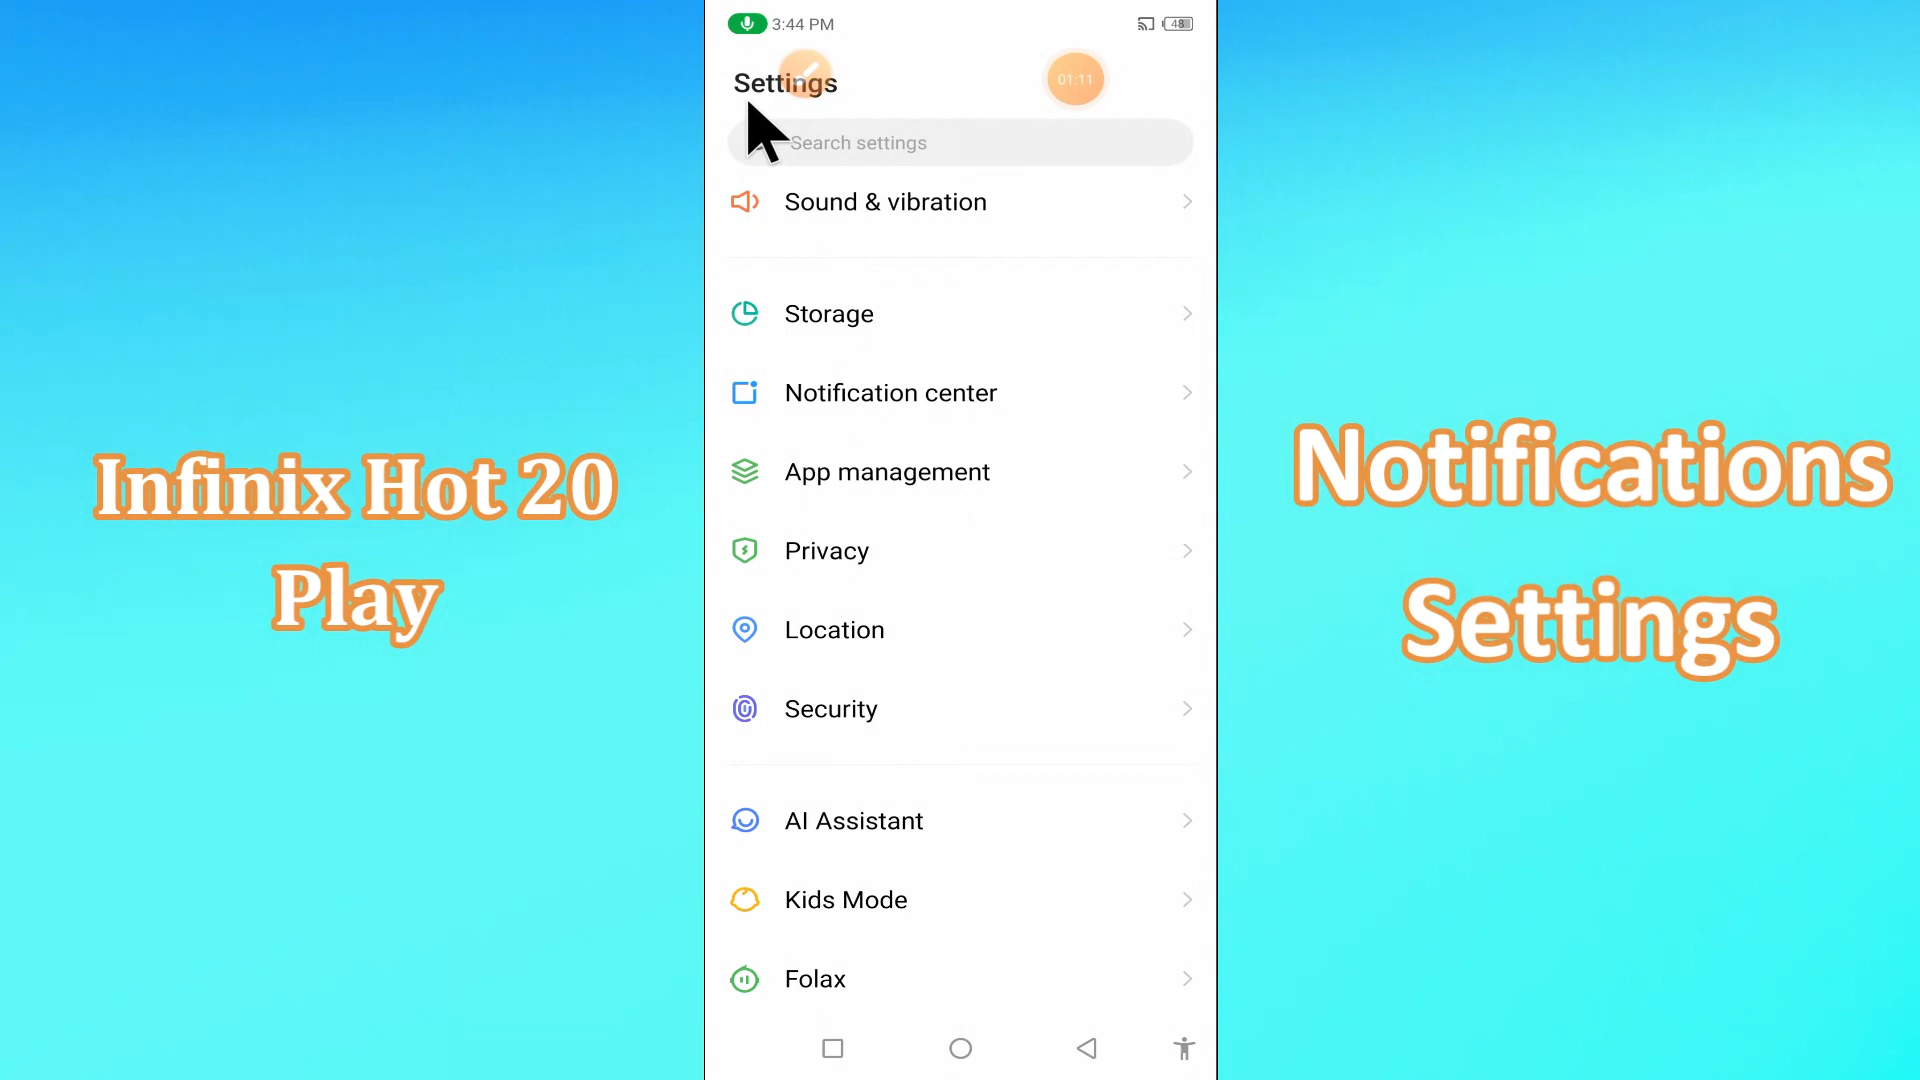 3:44 PM
48
Settings
01:11
Search settings
Sound & vibration
Storage
Notification center
App management
Privacy
Location
Security
AI Assistant
Kids Mode
Folax
Infinix Hot 20
Play
Notifications
Settings